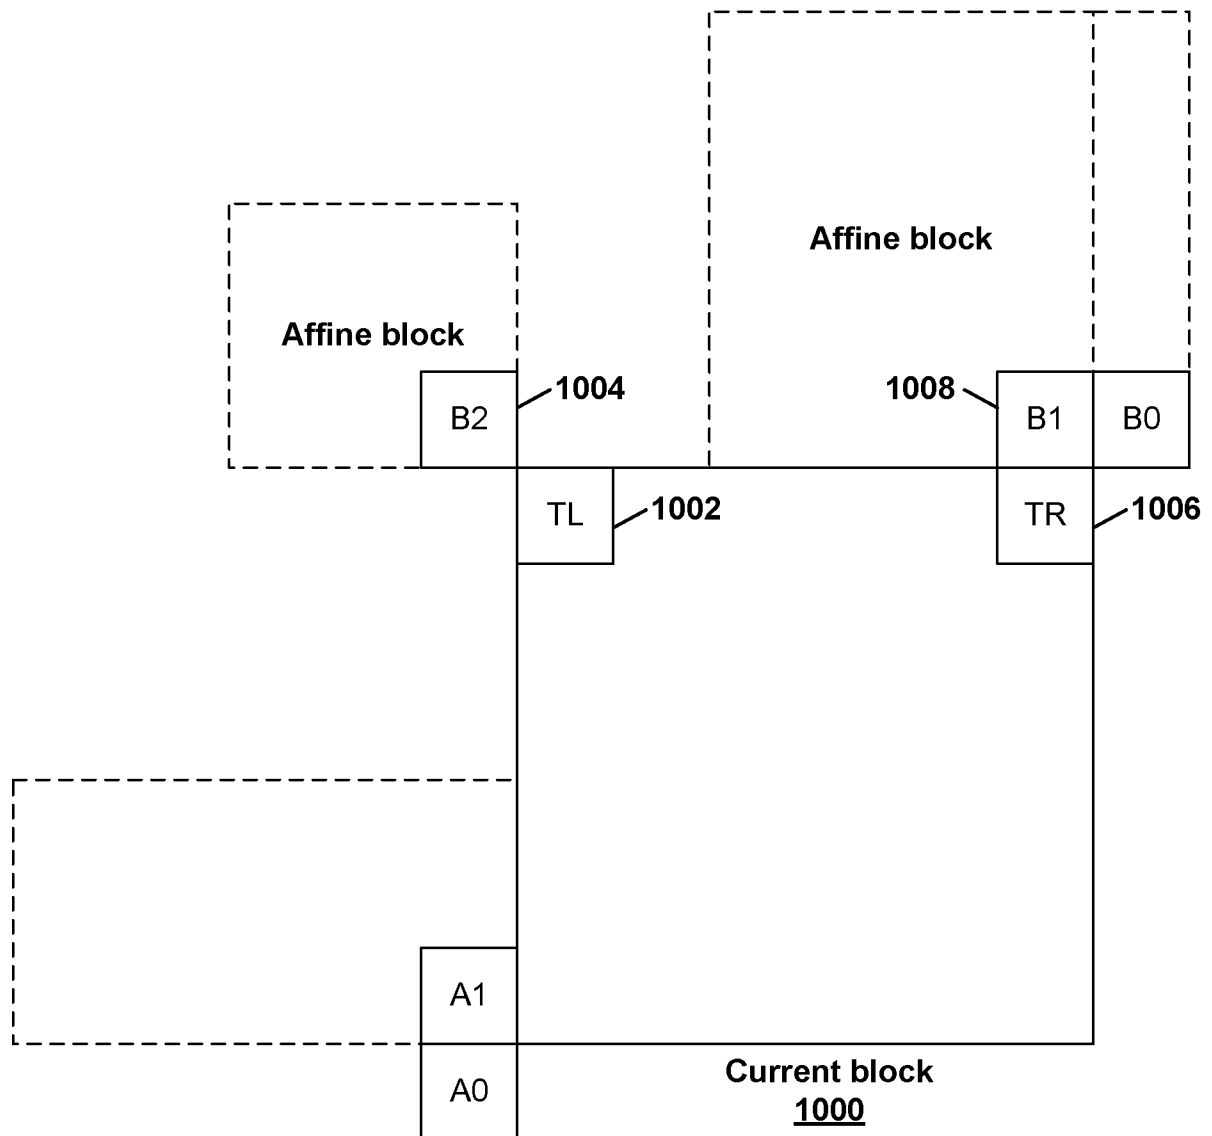 Affine block
Affine block
B2
1004
1008
B1
B0
TL
1002
TR
1006
A1
A0
Current block
1000